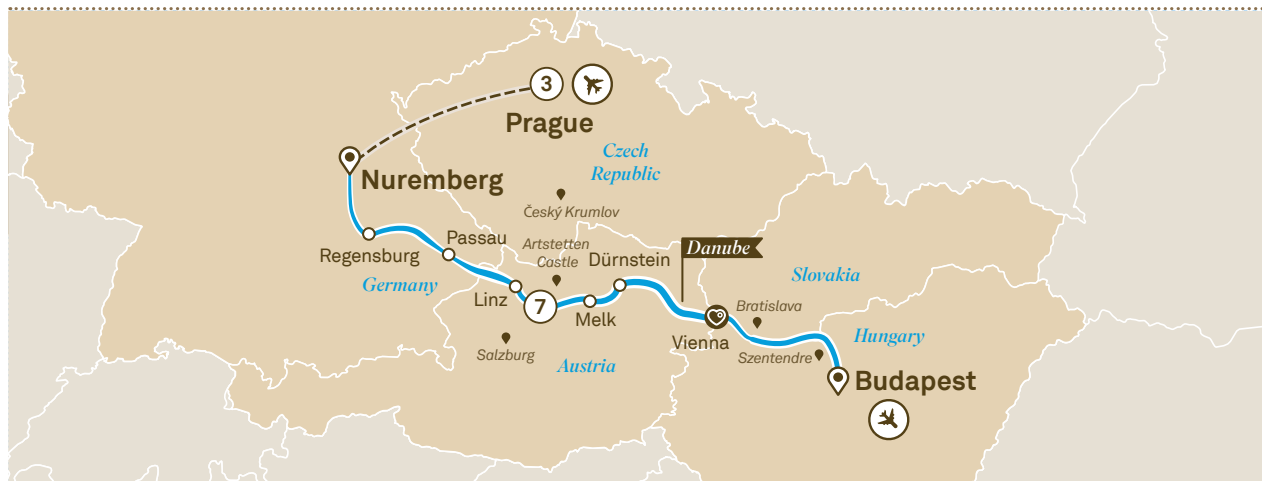 3
Prague
Czech
Republic
Nuremberg
Český Krumlov
Regensburg
Passau
Artstetten
Castle
Dürnstein
Danube
Germany
Linz
7
Melk
Slovakia
Bratislava
Vienna
Hungary
Salzburg
Austria
Szentendre
Budapest